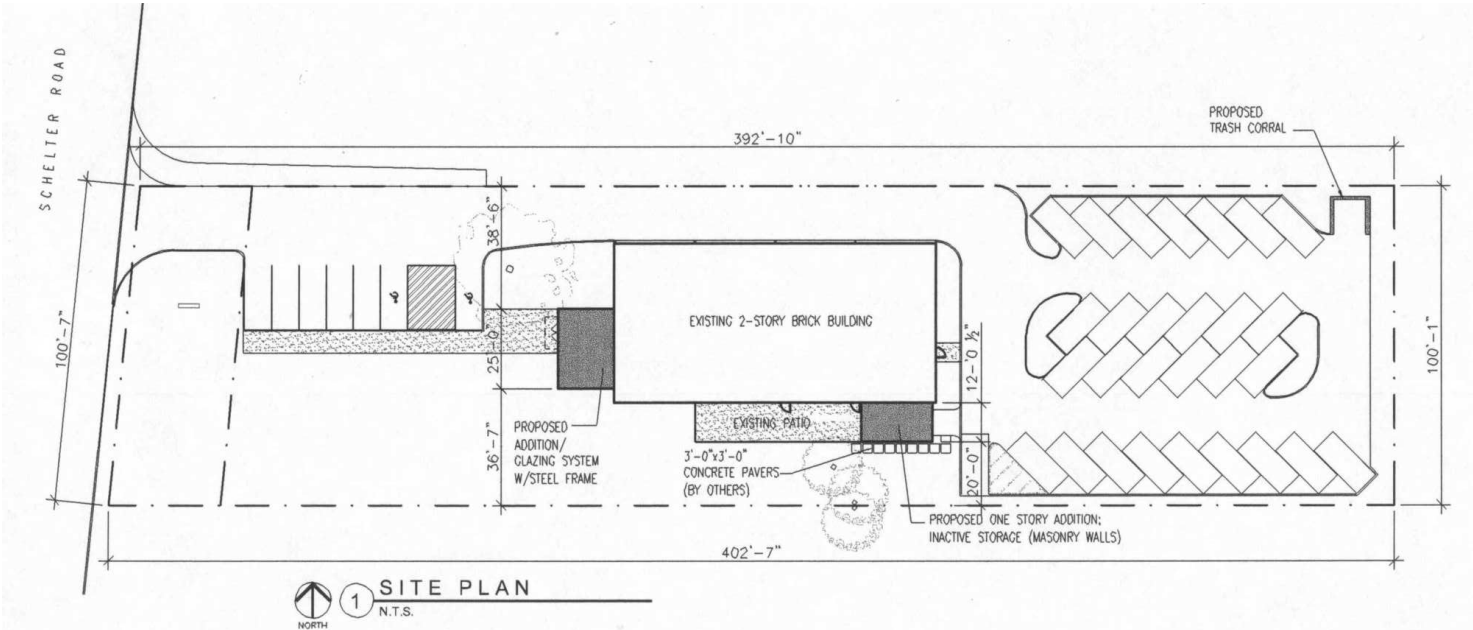 SCHELTER ROAD
PROPOSED
TRASH CORRAL
392'-10"
38'-6"
100'-7"
25'-0"
EXISTING 2-STORY BRICK BUILDING
12'-0 ½"
100'-1"
36'-7"
PROPOSED
ADDITION/
GLAZING SYSTEM
W/STEEL FRAME
EXISTING PATIO
3'-0"x3'-0"
CONCRETE PAVERS
(BY OTHERS)
20'-0"
PROPOSED ONE STORY ADDITION;
INACTIVE STORAGE (MASONRY WALLS)
402'-7"
1 SITE PLAN
N.T.S.
NORTH